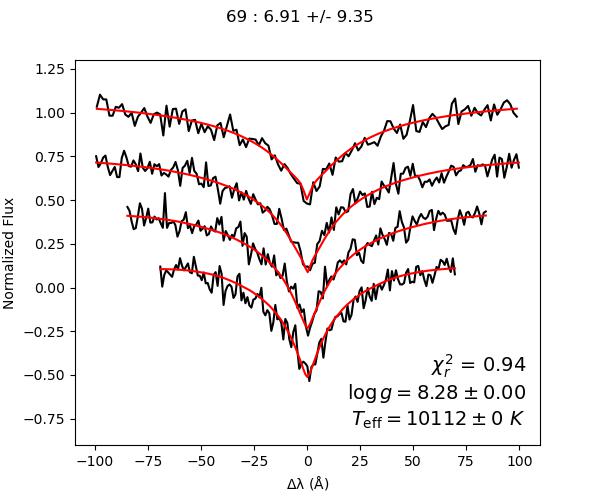 69 : 6.91 +/- 9.35
1.25
1.00
0.75
0.50
0.25
0.00
−0.25
−0.50
−0.75
Normalized Flux
χ²ᵣ = 0.94
log g = 8.28 ± 0.00
T_eff = 10112 ± 0 K
−100 −75 −50 −25 0 25 50 75 100
Δλ (Å)